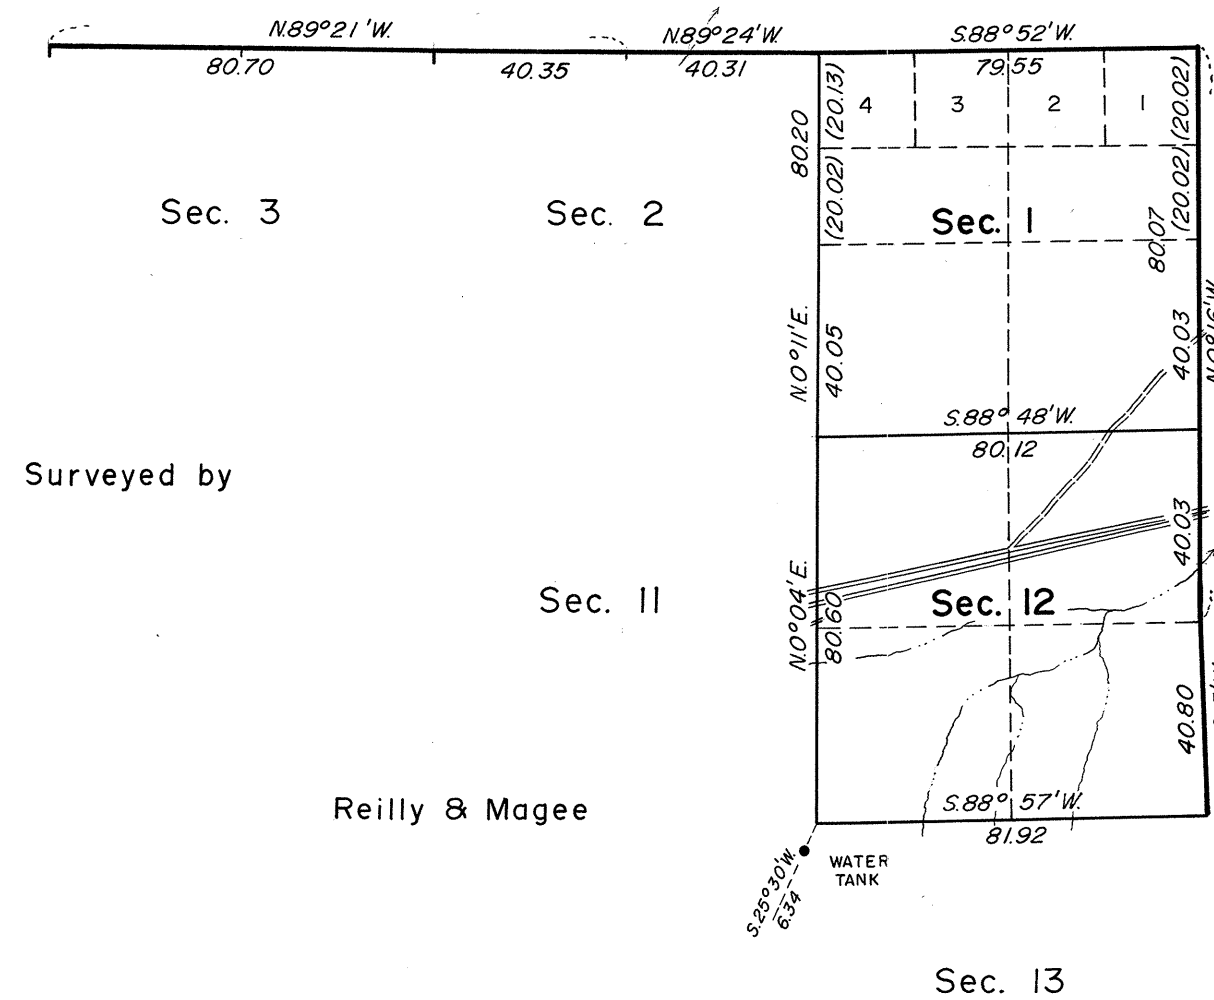 N.89°21'W.
N.89°24'W.
S.88°52'W.
80.70
40.35
40.31
79.55
4
3
2
1
(20.13)
(20.02)
80.20
(20.02)
(20.02)
Sec. 3
Sec. 2
Sec. 1
80.07
N.0°11'E.
40.05
40.03
N.0°16'W.
S.88°48'W.
80.12
Surveyed by
40.03
N.0°04'E.
80.60
Sec. 11
Sec. 12
40.80
Reilly & Magee
S.88°57'W.
81.92
WATER
TANK
S.25°30'W.
6.34
Sec. 13